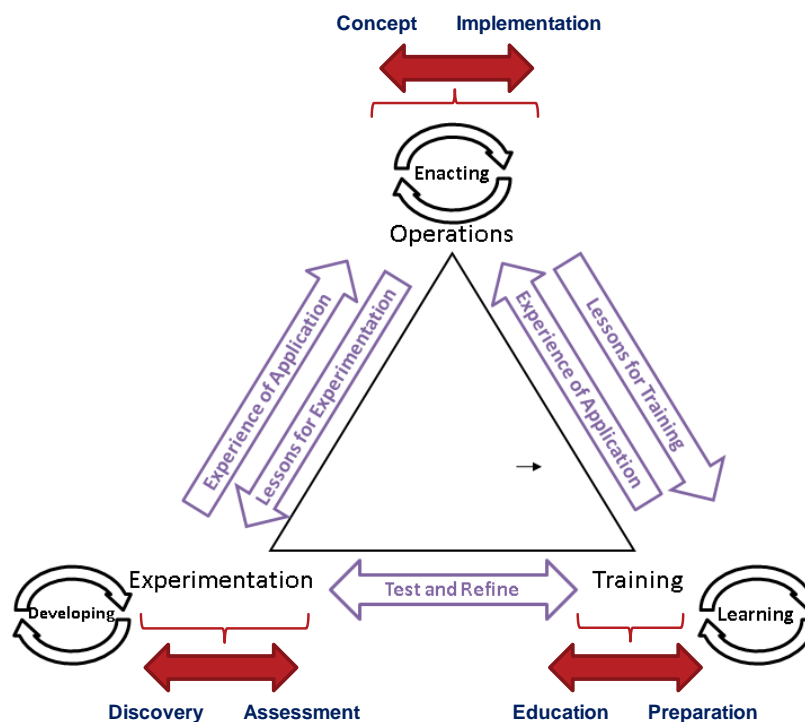 Concept Implementation
Enacting
Operations
Experience of Application
Lessons for Experimentation
Experience of Application
Lessons for Training
Experimentation
Test and Refine
Training
Developing
Learning
Discovery Assessment
Education Preparation